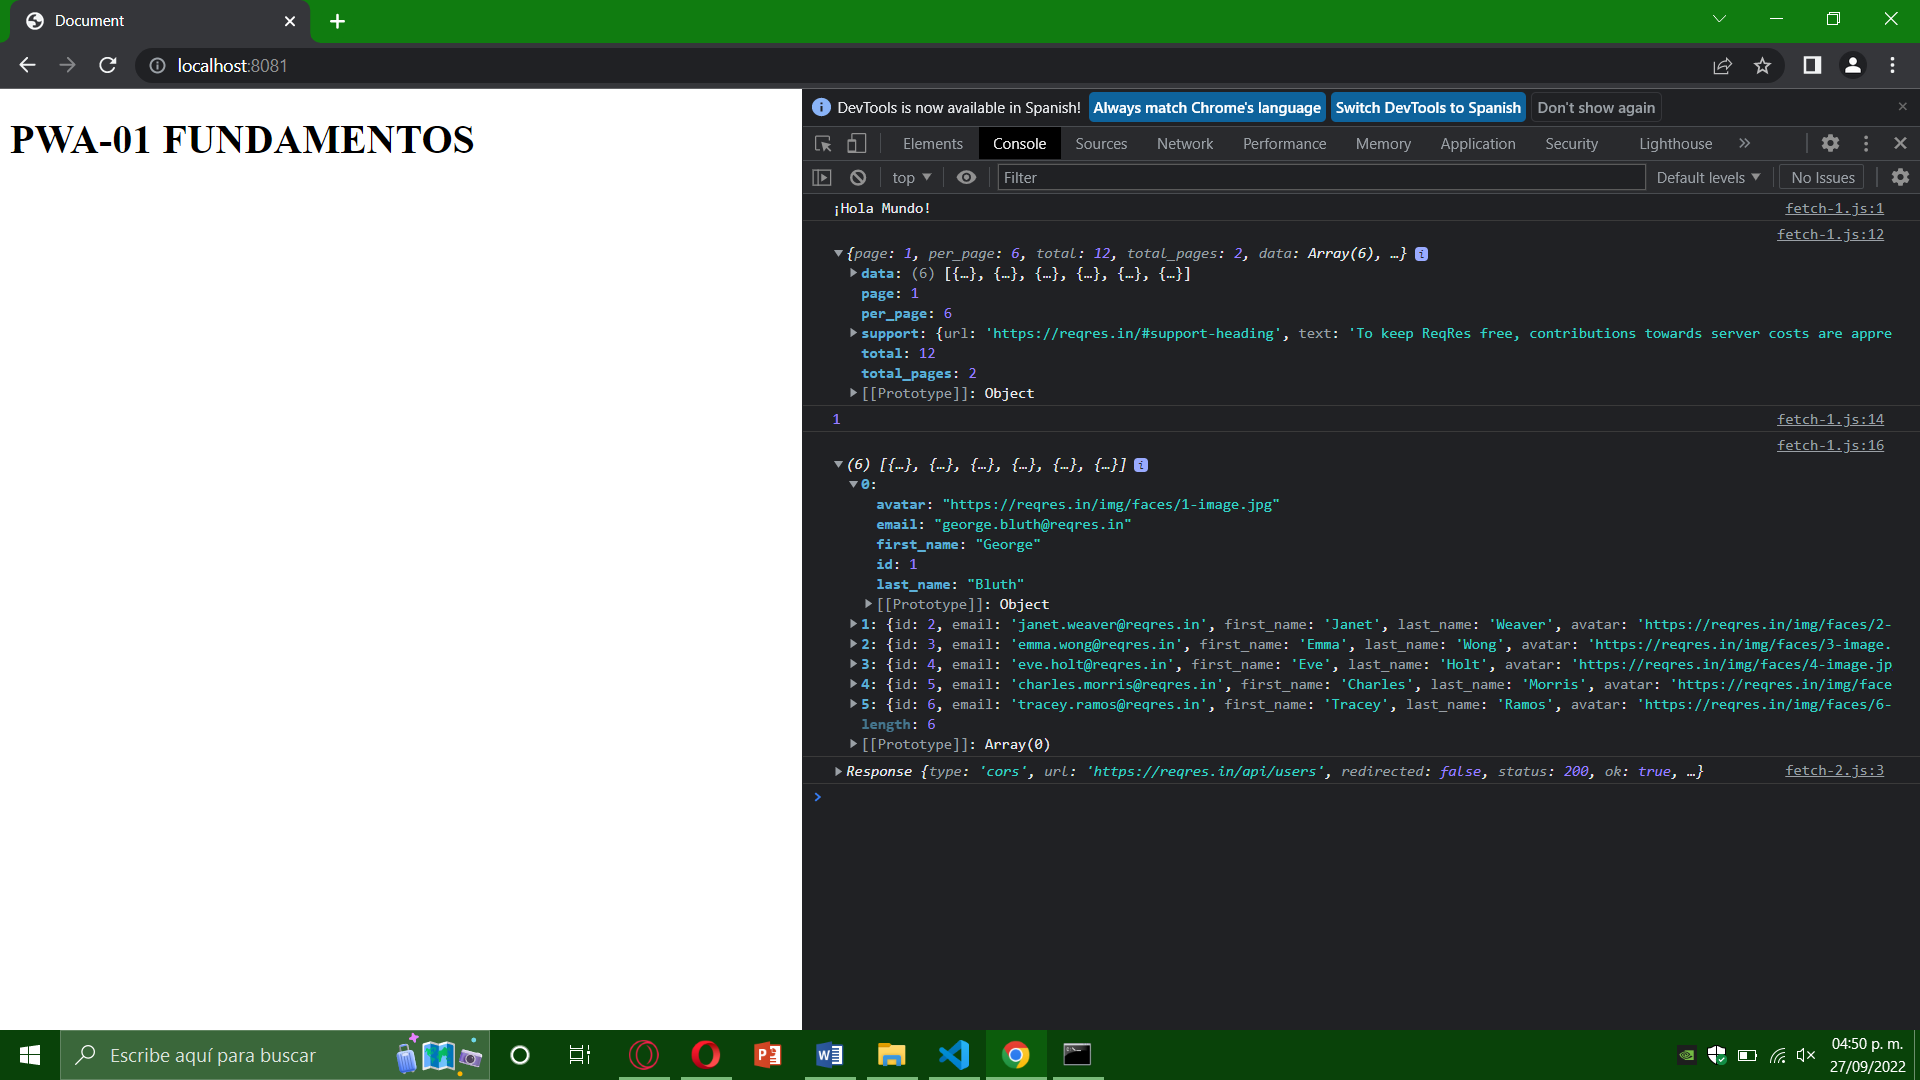 Document
localhost:8081
PWA-01 FUNDAMENTOS
DevTools is now available in Spanish! Always match Chrome's language Switch DevTools to Spanish Don't show again
Elements Console Sources Network Performance Memory Application Security Lighthouse
top Filter Default levels No Issues
¡Hola Mundo! fetch-1.js:1
fetch-1.js:12
{page: 1, per_page: 6, total: 12, total_pages: 2, data: Array(6), …}
data: (6) [{…}, {…}, {…}, {…}, {…}, {…}]
page: 1
per_page: 6
support: {url: 'https://reqres.in/#support-heading', text: 'To keep ReqRes free, contributions towards server costs are appre
total: 12
total_pages: 2
[[Prototype]]: Object
1 fetch-1.js:14
fetch-1.js:16
(6) [{…}, {…}, {…}, {…}, {…}, {…}]
0:
avatar: "https://reqres.in/img/faces/1-image.jpg"
email: "george.bluth@reqres.in"
first_name: "George"
id: 1
last_name: "Bluth"
[[Prototype]]: Object
1: {id: 2, email: 'janet.weaver@reqres.in', first_name: 'Janet', last_name: 'Weaver', avatar: 'https://reqres.in/img/faces/2-
2: {id: 3, email: 'emma.wong@reqres.in', first_name: 'Emma', last_name: 'Wong', avatar: 'https://reqres.in/img/faces/3-image.
3: {id: 4, email: 'eve.holt@reqres.in', first_name: 'Eve', last_name: 'Holt', avatar: 'https://reqres.in/img/faces/4-image.jp
4: {id: 5, email: 'charles.morris@reqres.in', first_name: 'Charles', last_name: 'Morris', avatar: 'https://reqres.in/img/face
5: {id: 6, email: 'tracey.ramos@reqres.in', first_name: 'Tracey', last_name: 'Ramos', avatar: 'https://reqres.in/img/faces/6-
length: 6
[[Prototype]]: Array(0)
Response {type: 'cors', url: 'https://reqres.in/api/users', redirected: false, status: 200, ok: true, …} fetch-2.js:3
Escribe aquí para buscar
04:50 p. m.
27/09/2022